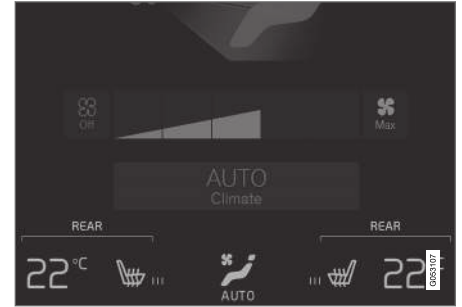 Off
Max
AUTO
Climate
REAR
REAR
22°C
AUTO
22
G053107